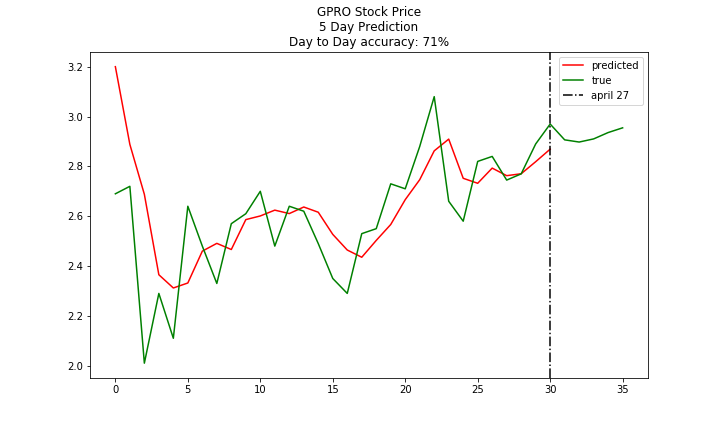 GPRO Stock Price
5 Day Prediction
Day to Day accuracy: 71%
predicted
true
april 27
3.2
3.0
2.8
2.6
2.4
2.2
2.0
0 5 10 15 20 25 30 35